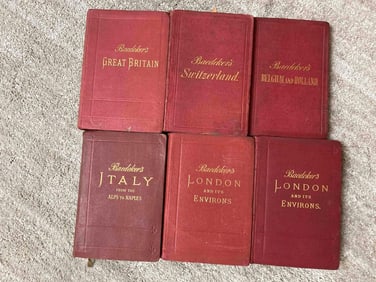 Baedeker's
GREAT BRITAIN
Baedeker's
Switzerland.
Baedeker's
BELGIUM AND HOLLAND
Baedeker's
ITALY
FROM THE
ALPS TO NAPLES
Baedeker's
LONDON
AND ITS
ENVIRONS
Baedeker's
LONDON
AND ITS
ENVIRONS.